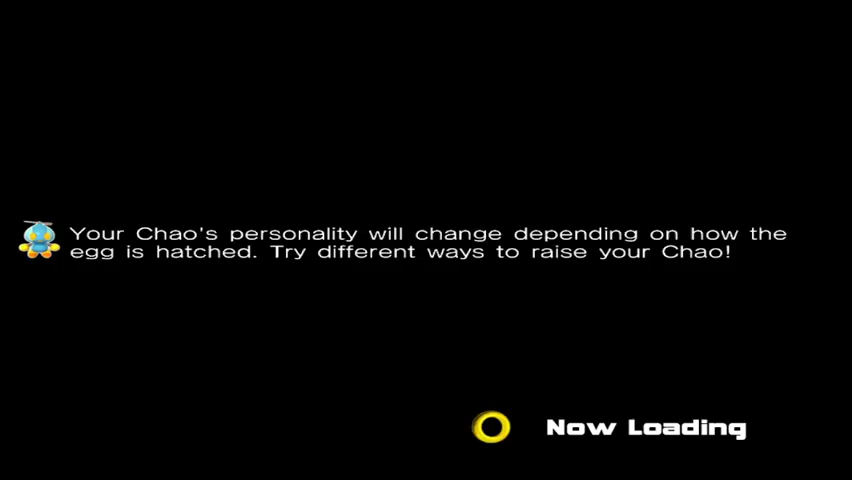 Your Chao's personality will change depending on how the
egg is hatched. Try different ways to raise your Chao!
Now Loading